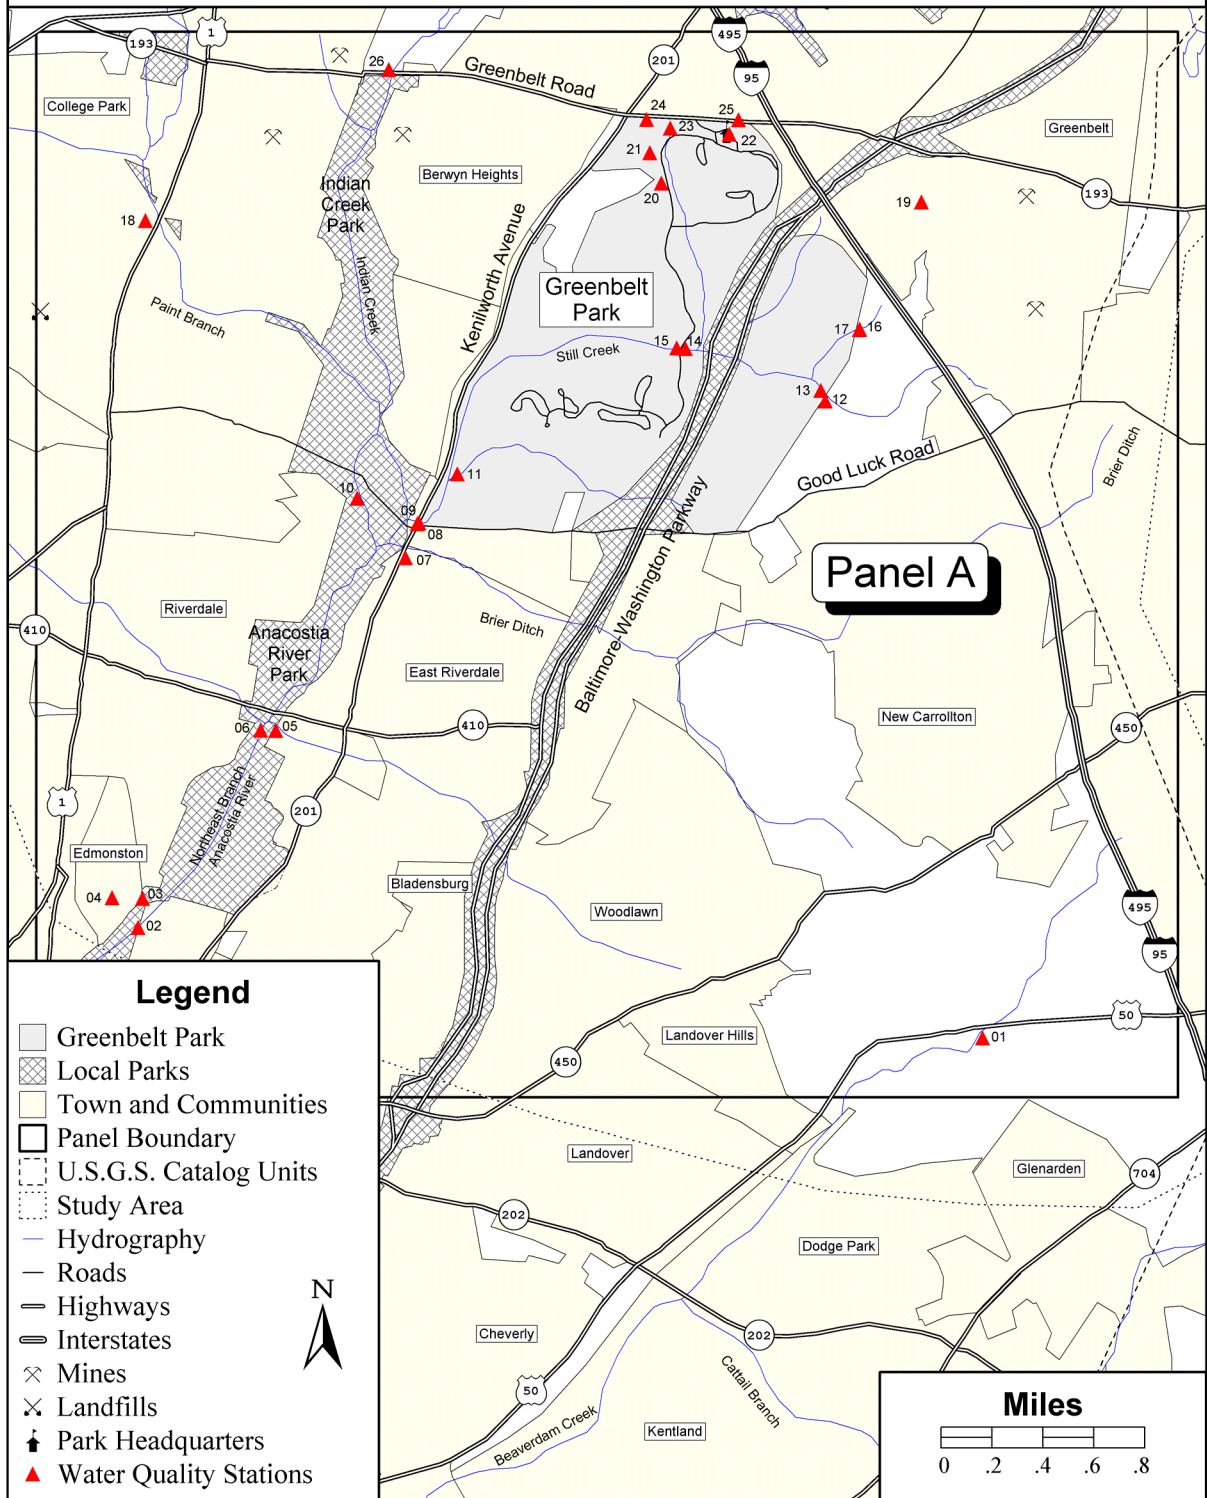 193
1
495
201
95
26
Greenbelt Road
College Park
24
25
23
22
Greenbelt
21
Berwyn Heights
Indian
Creek
Park
20
193
19
18
Kenilworth Avenue
Indian Creek
Greenbelt
Park
Paint Branch
17
16
15
14
Still Creek
13
12
Good Luck Road
Brier Ditch
11
10
09
08
07
Baltimore-Washington Parkway
Panel A
Riverdale
Brier Ditch
410
Anacostia
River
Park
East Riverdale
06
05
410
New Carrollton
450
Northeast Branch
Anacostia River
1
201
Edmonston
Bladensburg
04
03
02
Woodlawn
495
95
Landover Hills
50
01
450
Landover
Glenarden
704
202
Dodge Park
Cheverly
202
Cattail Branch
50
Beaverdam Creek
Kentland
Legend
Greenbelt Park
Local Parks
Town and Communities
Panel Boundary
U.S.G.S. Catalog Units
Study Area
Hydrography
Roads
Highways
Interstates
Mines
Landfills
Park Headquarters
Water Quality Stations
N
Miles
0 .2 .4 .6 .8